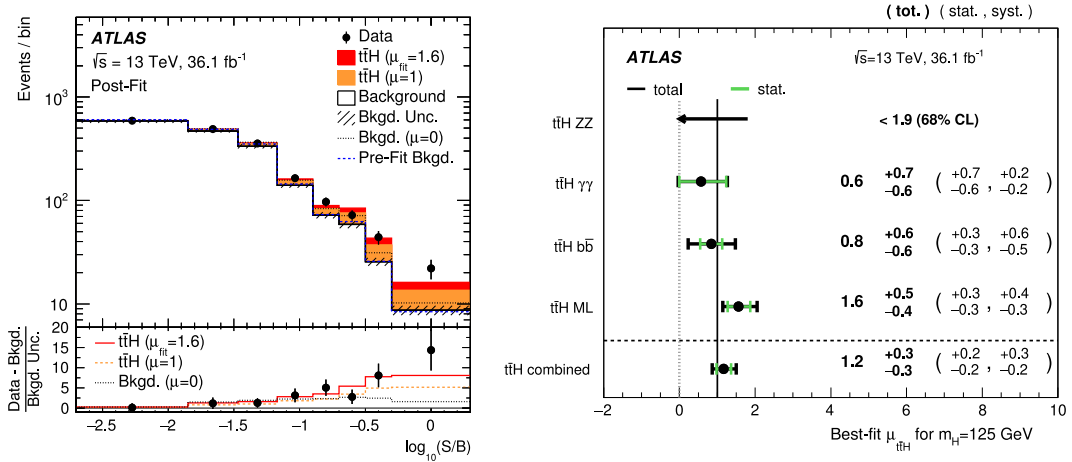 ATLAS
√s = 13 TeV, 36.1 fb⁻¹
Post-Fit
Data
tt̄H (μ_fit=1.6)
tt̄H (μ=1)
Background
Bkgd. Unc.
Bkgd. (μ=0)
Pre-Fit Bkgd.
Events / bin
10³
10²
10
Data - Bkgd
Bkgd. Unc.
20
15
10
5
0
tt̄H (μ_fit=1.6)
tt̄H (μ=1)
Bkgd. (μ=0)
−2.5 −2 −1.5 −1 −0.5 0
log₁₀(S/B)
(tot.) (stat. , syst.)
ATLAS
√s=13 TeV, 36.1 fb⁻¹
total stat.
tt̄H ZZ < 1.9 (68% CL)
tt̄H γγ 0.6 +0.7 −0.6 ( +0.7 −0.6 , +0.2 −0.2 )
tt̄H bb̄ 0.8 +0.6 −0.6 ( +0.3 −0.3 , +0.6 −0.5 )
tt̄H ML 1.6 +0.5 −0.4 ( +0.3 −0.3 , +0.4 −0.3 )
tt̄H combined 1.2 +0.3 −0.3 ( +0.2 −0.2 , +0.3 −0.2 )
−2 0 2 4 6 8 10
Best-fit μ_tt̄H for m_H=125 GeV